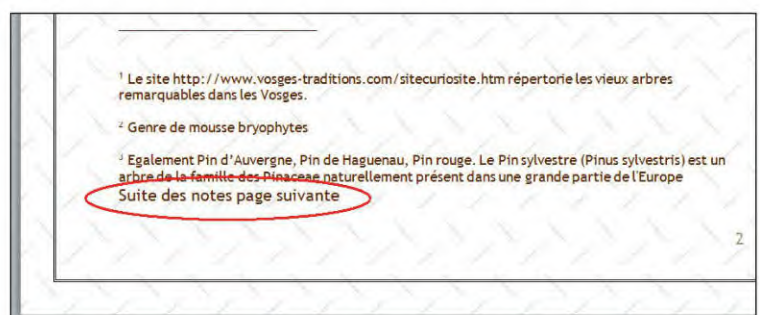 ¹ Le site http://www.vosges-traditions.com/sitecuriosite.htm répertorie les vieux arbres
remarquables dans les Vosges.
² Genre de mousse bryophytes
³ Egalement Pin d'Auvergne, Pin de Haguenau, Pin rouge. Le Pin sylvestre (Pinus sylvestris) est un
arbre de la famille des Pinaceae naturellement présent dans une grande partie de l'Europe
Suite des notes page suivante
2